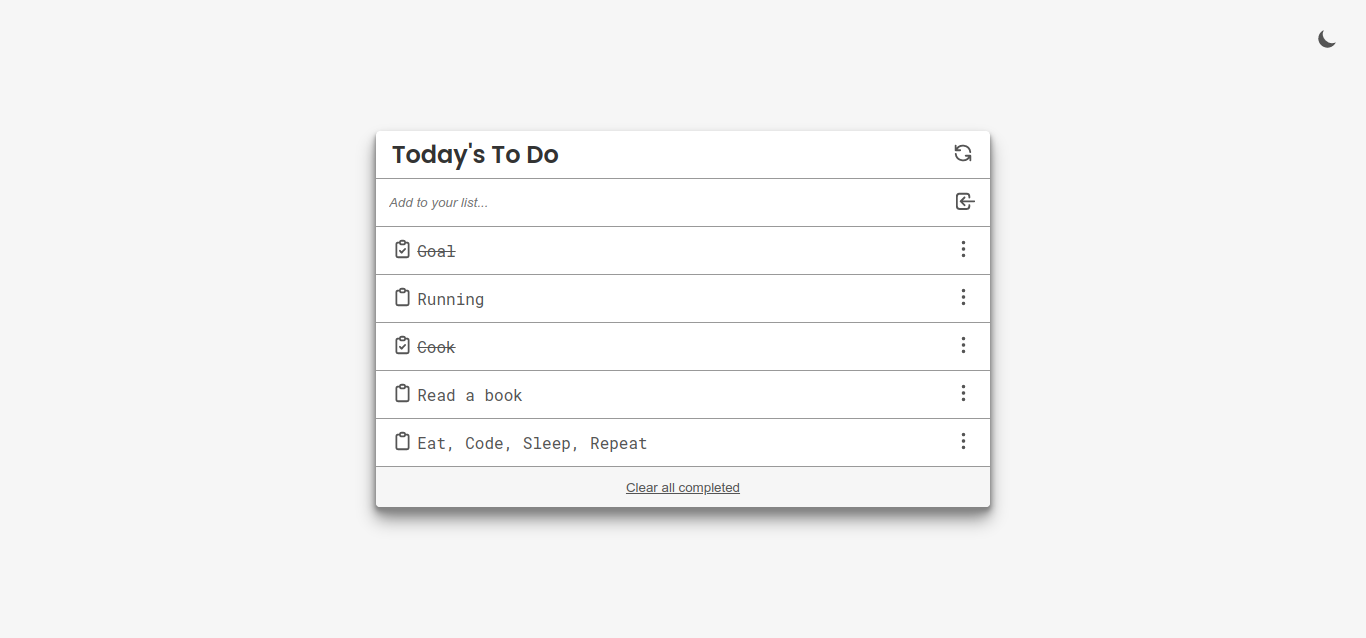 Today's To Do
Add to your list...
Goal
Running
Cook
Read a book
Eat, Code, Sleep, Repeat
Clear all completed